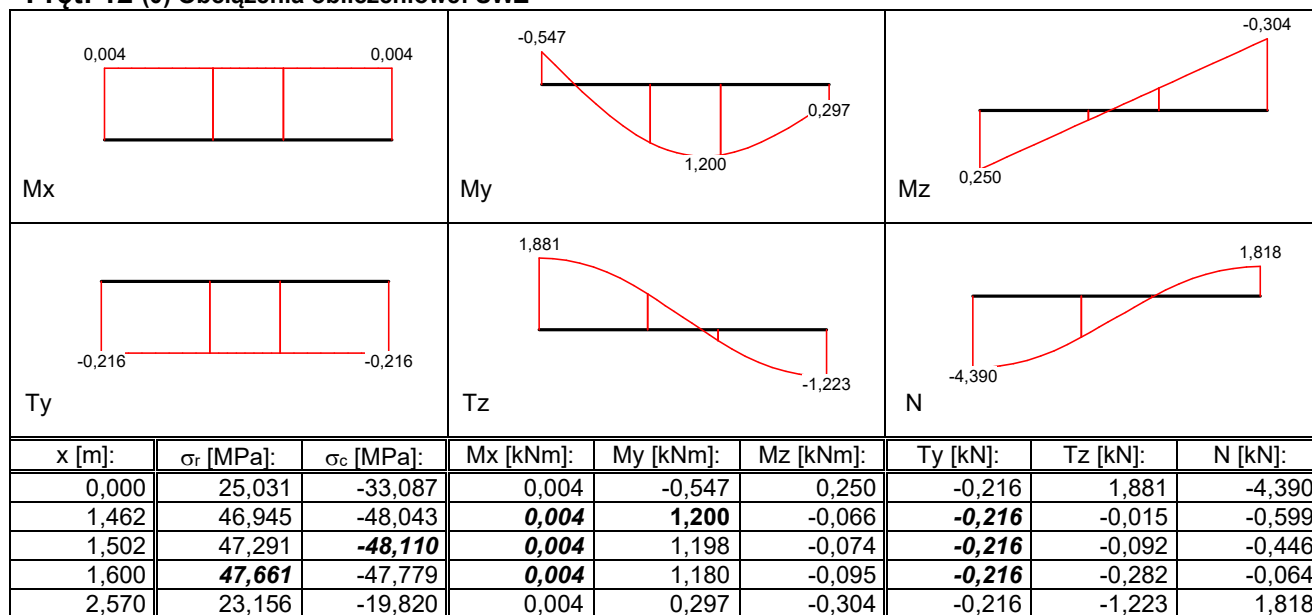 Pręt: 12 (J) Obciążenia obliczeniowe: SWZ
0,004 0,004
Mx
-0,547
0,297
1,200
My
-0,304
0,250
Mz
-0,216 -0,216
Ty
1,881
-1,223
Tz
1,818
-4,390
N
x [m]: σr [MPa]: σc [MPa]: Mx [kNm]: My [kNm]: Mz [kNm]: Ty [kN]: Tz [kN]: N [kN]:
0,000 25,031 -33,087 0,004 -0,547 0,250 -0,216 1,881 -4,390
1,462 46,945 -48,043 0,004 1,200 -0,066 -0,216 -0,015 -0,599
1,502 47,291 -48,110 0,004 1,198 -0,074 -0,216 -0,092 -0,446
1,600 47,661 -47,779 0,004 1,180 -0,095 -0,216 -0,282 -0,064
2,570 23,156 -19,820 0,004 0,297 -0,304 -0,216 -1,223 1,818